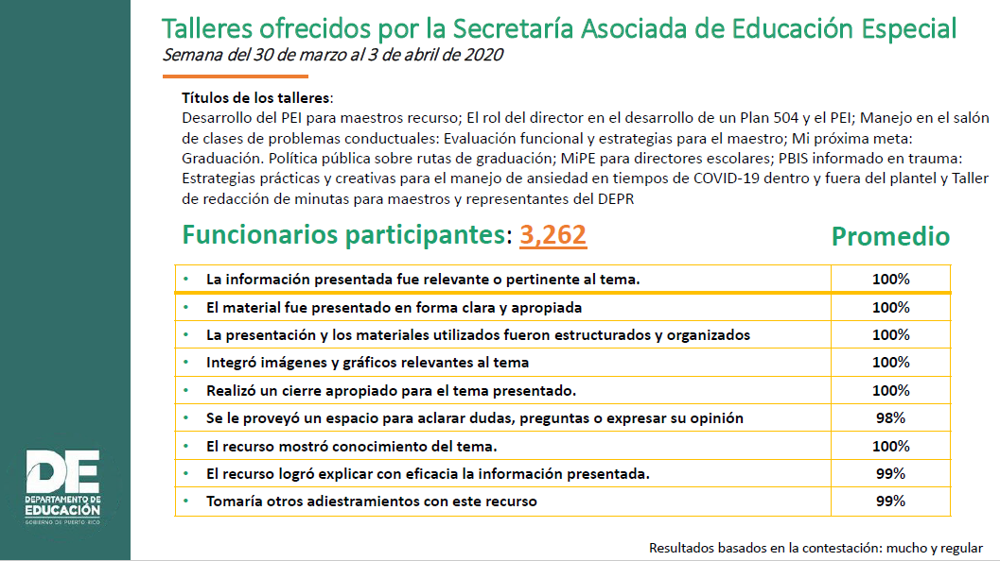 Talleres ofrecidos por la Secretaría Asociada de Educación Especial
Semana del 30 de marzo al 3 de abril de 2020
Títulos de los talleres:
Desarrollo del PEI para maestros recurso; El rol del director en el desarrollo de un Plan 504 y el PEI; Manejo en el salón
de clases de problemas conductuales: Evaluación funcional y estrategias para el maestro; Mi próxima meta:
Graduación. Política pública sobre rutas de graduación; MiPE para directores escolares; PBIS informado en trauma:
Estrategias prácticas y creativas para el manejo de ansiedad en tiempos de COVID-19 dentro y fuera del plantel y Taller
de redacción de minutas para maestros y representantes del DEPR
Funcionarios participantes: 3,262 Promedio
• La información presentada fue relevante o pertinente al tema. 100%
• El material fue presentado en forma clara y apropiada 100%
• La presentación y los materiales utilizados fueron estructurados y organizados 100%
• Integró imágenes y gráficos relevantes al tema 100%
• Realizó un cierre apropiado para el tema presentado. 100%
• Se le proveyó un espacio para aclarar dudas, preguntas o expresar su opinión 98%
• El recurso mostró conocimiento del tema. 100%
• El recurso logró explicar con eficacia la información presentada. 99%
• Tomaría otros adiestramientos con este recurso 99%
DE
DEPARTAMENTO DE
EDUCACIÓN
GOBIERNO DE PUERTO RICO
Resultados basados en la contestación: mucho y regular